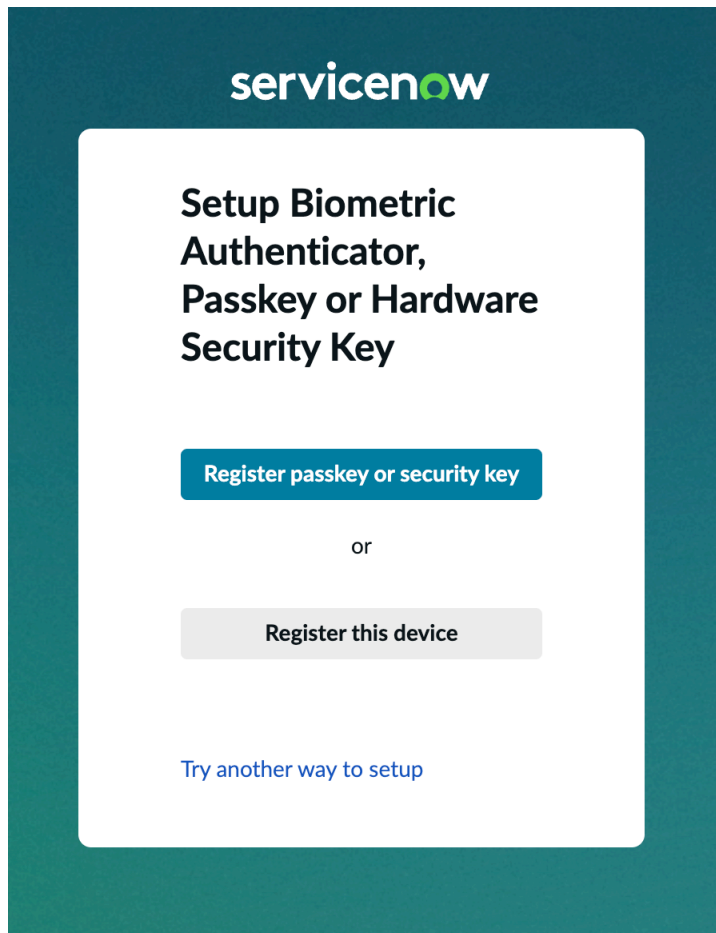 servicenow
Setup Biometric
Authenticator,
Passkey or Hardware
Security Key
Register passkey or security key
or
Register this device
Try another way to setup